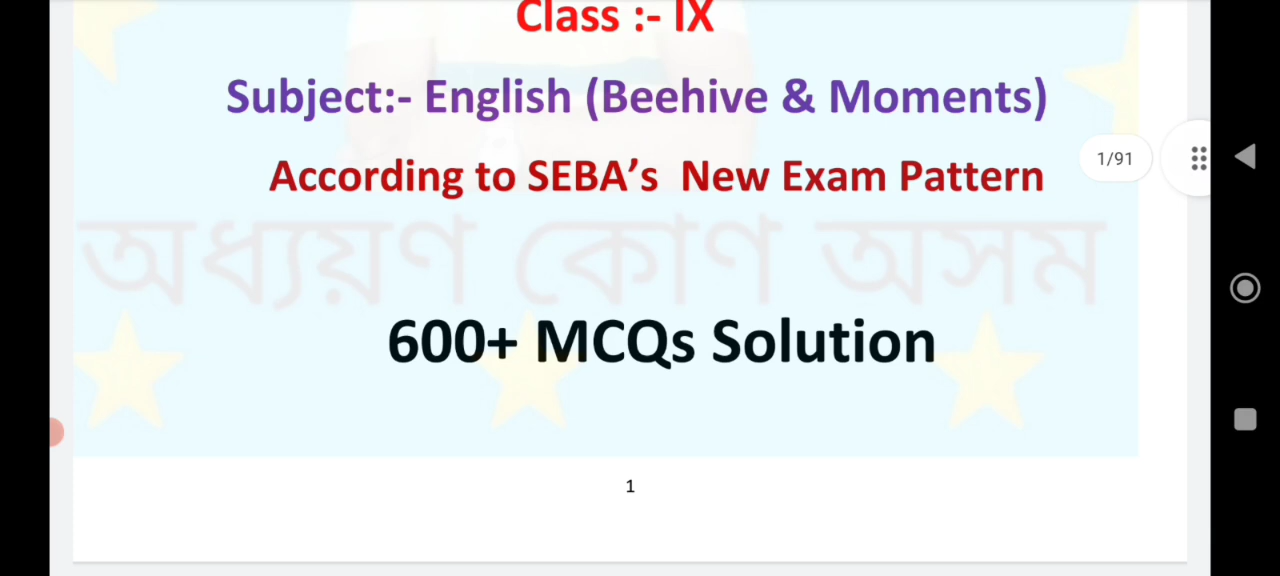 Class :- IX
Subject:- English (Beehive & Moments)
1/91
According to SEBA's  New Exam Pattern
অধ্যয়ণ কোণ অসম
600+ MCQs Solution
1